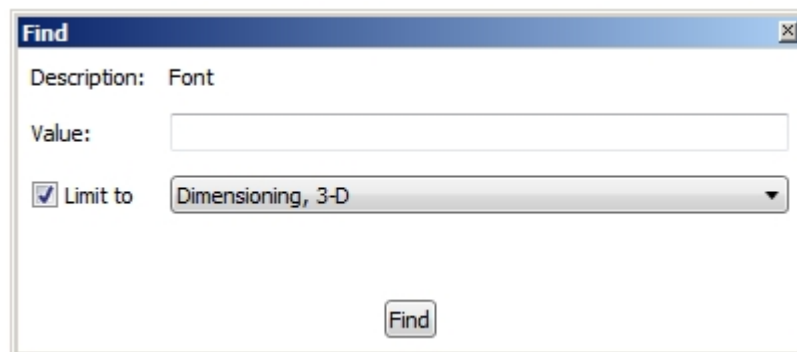 Find
Description: Font
Value:
Limit to Dimensioning, 3-D
Find